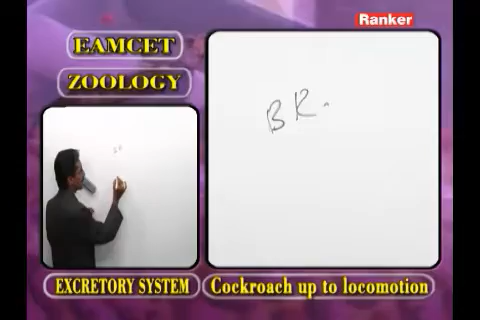 Ranker
EAMCET
ZOOLOGY
BR.
EXCRETORY SYSTEM
Cockroach up to locomotion